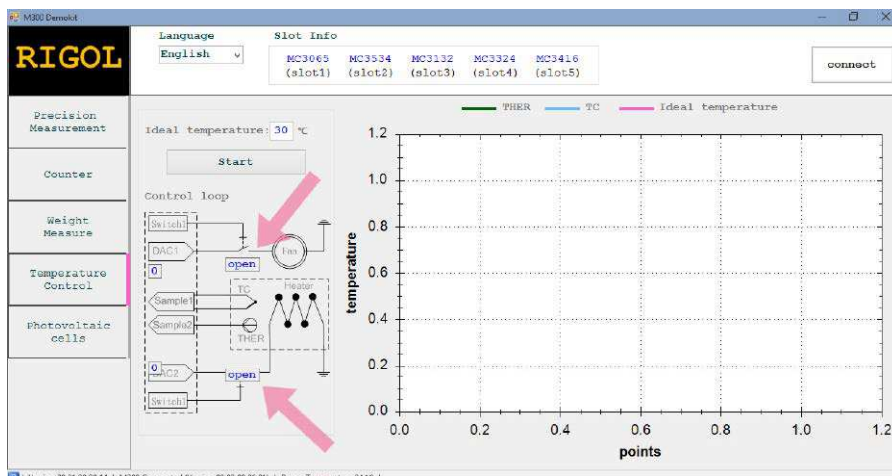 M300 Demokit
RIGOL
Language
English
Slot Info
MC3065 MC3534 MC3132 MC3324 MC3416
(slot1) (slot2) (slot3) (slot4) (slot5)
connect
Precision
Measurement
Counter
Weight
Measure
Temperature
Control
Photovoltaic
cells
Ideal temperature: 30 ℃
Start
Control loop
Switch1
DAC1
0
open
Fan
Sample1
TC
Heater
Sample2
THER
0
DAC2
open
Switch1
THER TC Ideal temperature
temperature
1.2
1.0
0.8
0.6
0.4
0.2
0.0
0.0 0.2 0.4 0.6 0.8 1.0 1.2
points